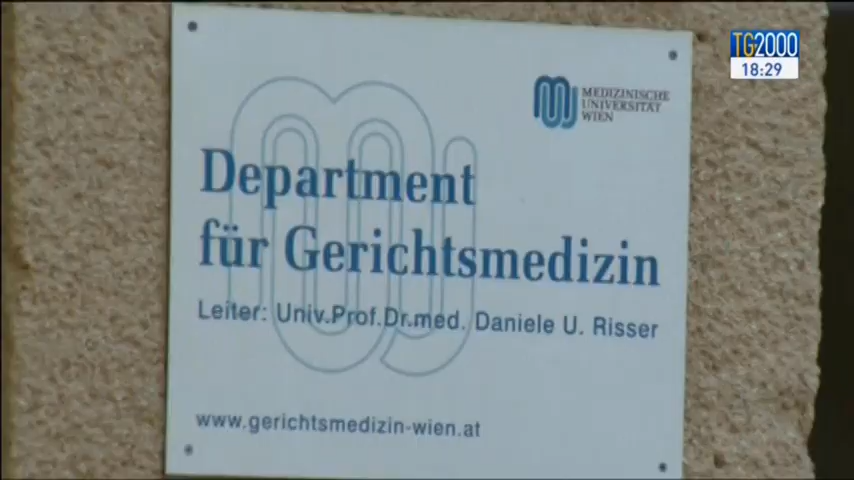 TG2000
18:29
MEDIZINISCHE
UNIVERSITÄT
WIEN
Department
für Gerichtsmedizin
Leiter: Univ.Prof.Dr.med. Daniele U. Risser
www.gerichtsmedizin-wien.at